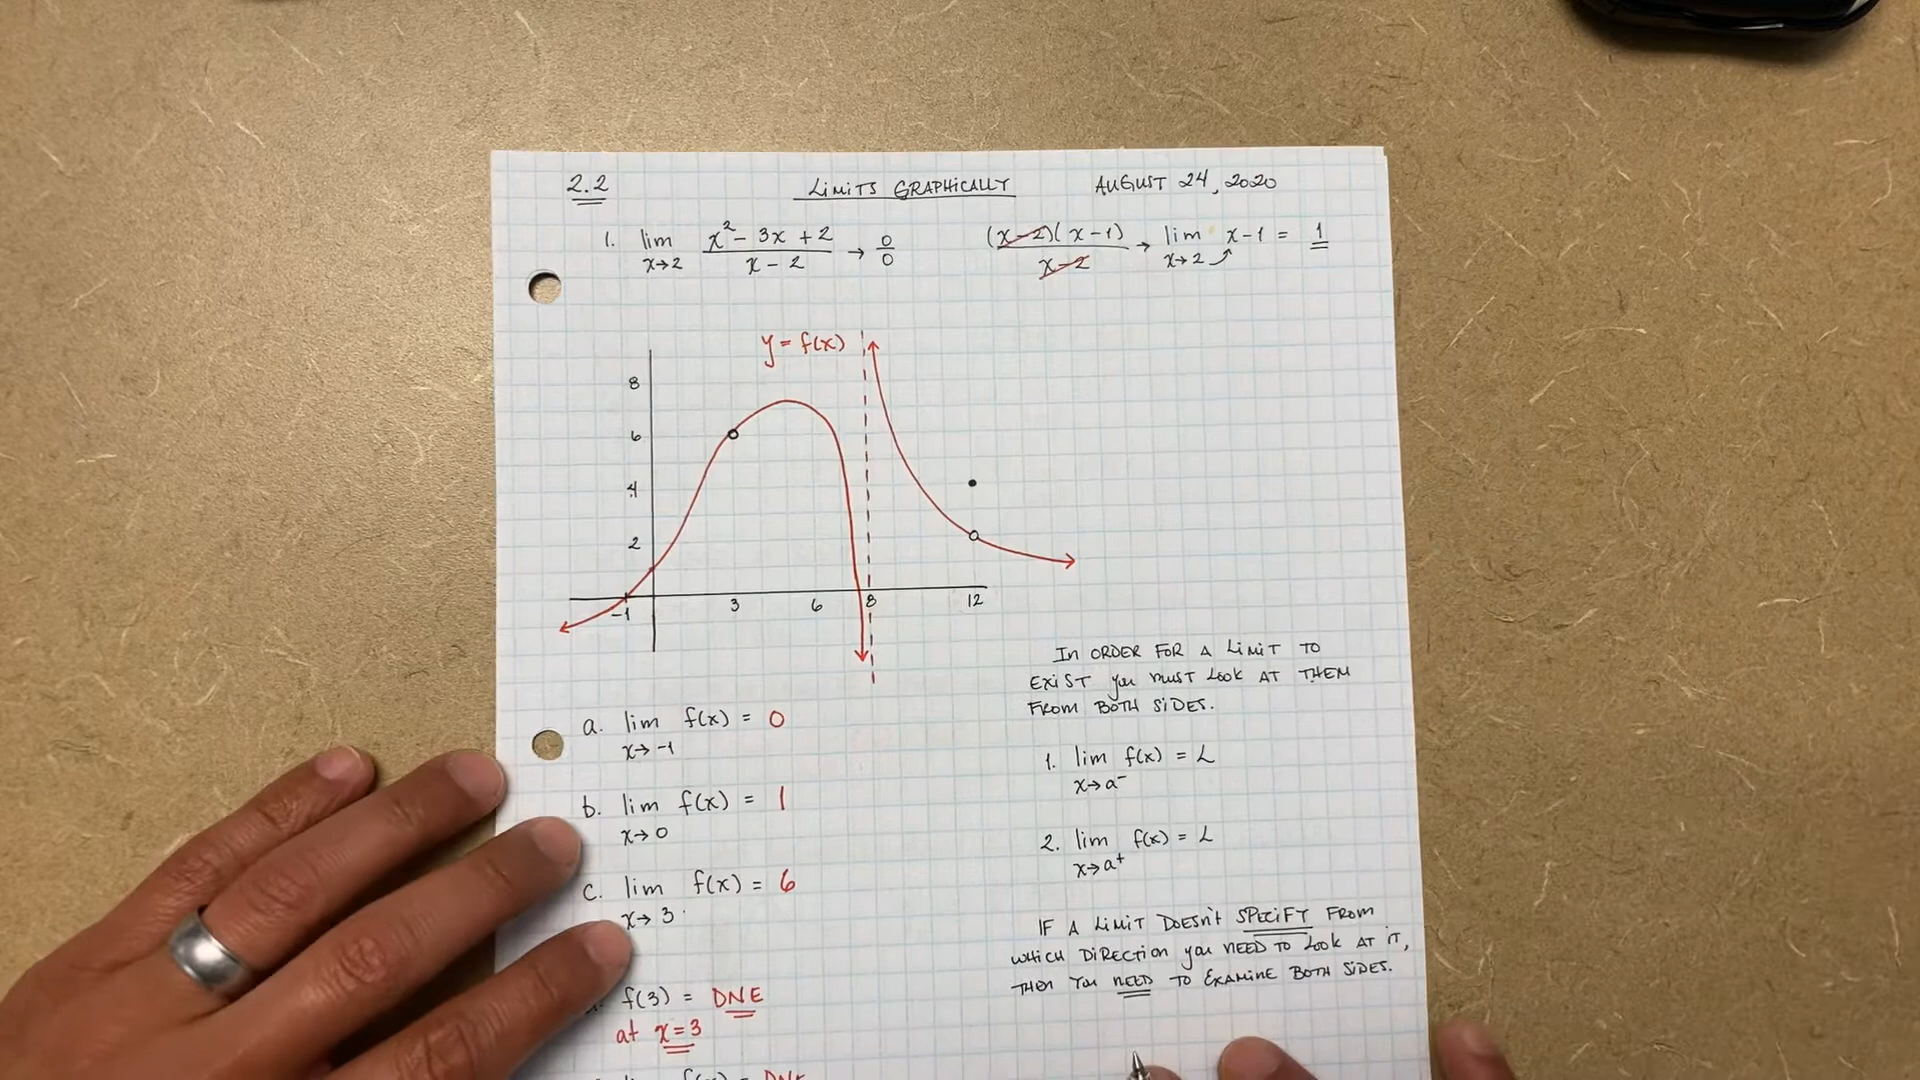 2.2 LIMITS GRAPHICALLY AUGUST 24, 2020
1. lim x→2 (x² - 3x + 2)/(x - 2) → 0/0 (x-2)(x-1)/(x-2) → lim x→2 x-1 = 1
y = f(x)
8
6
4
2
-1 3 6 8 12
In ORDER FOR A LIMIT TO
EXIST you must Look AT THEM
FROM BOTH SIDES.
a. lim x→-1 f(x) = 0
1. lim x→a⁻ f(x) = L
b. lim x→0 f(x) = 1
2. lim x→a⁺ f(x) = L
c. lim x→3 f(x) = 6
IF A LIMIT DOESn't SPECIFY FROM
WHICH DIRECTION you NEED TO Look AT IT,
THEN YOU NEED TO EXAMINE BOTH SIDES.
f(3) = DNE
at x=3